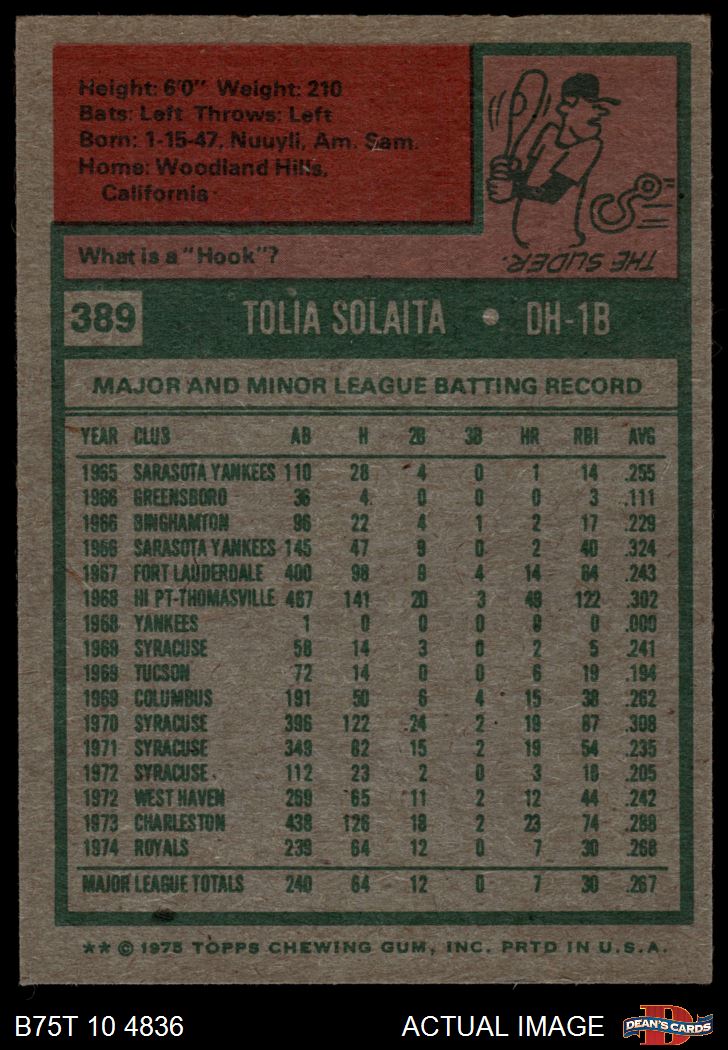 Height: 6'0" Weight: 210
Bats: Left Throws: Left
Born: 1-15-47, Nuuyli, Am. Sam.
Home: Woodland Hills,
California
What is a "Hook"?
THE SLIDER.
389 TOLIA SOLAITA • DH-1B
MAJOR AND MINOR LEAGUE BATTING RECORD
YEAR CLUB AB H 2B 3B HR RBI AVG
1965 SARASOTA YANKEES 110 28 4 0 1 14 .255
1966 GREENSBORO 36 4 0 0 0 3 .111
1966 BINGHAMTON 96 22 4 1 2 17 .229
1966 SARASOTA YANKEES 145 47 9 0 2 40 .324
1967 FORT LAUDERDALE 400 98 8 4 14 64 .243
1968 HI PT-THOMASVILLE 467 141 20 3 49 122 .302
1968 YANKEES 1 0 0 0 0 0 .000
1969 SYRACUSE 58 14 3 0 2 5 .241
1969 TUCSON 72 14 0 0 6 19 .194
1969 COLUMBUS 191 50 6 4 15 38 .262
1970 SYRACUSE 396 122 24 2 19 87 .308
1971 SYRACUSE 349 82 15 2 19 54 .235
1972 SYRACUSE 112 23 2 0 3 18 .205
1972 WEST HAVEN 269 65 11 2 12 44 .242
1973 CHARLESTON 438 126 18 2 23 74 .288
1974 ROYALS 239 64 12 0 7 30 .268
MAJOR LEAGUE TOTALS 240 64 12 0 7 30 .267
** © 1975 TOPPS CHEWING GUM, INC. PRTD IN U.S.A.
B75T 10 4836 ACTUAL IMAGE DEAN'S CARDS